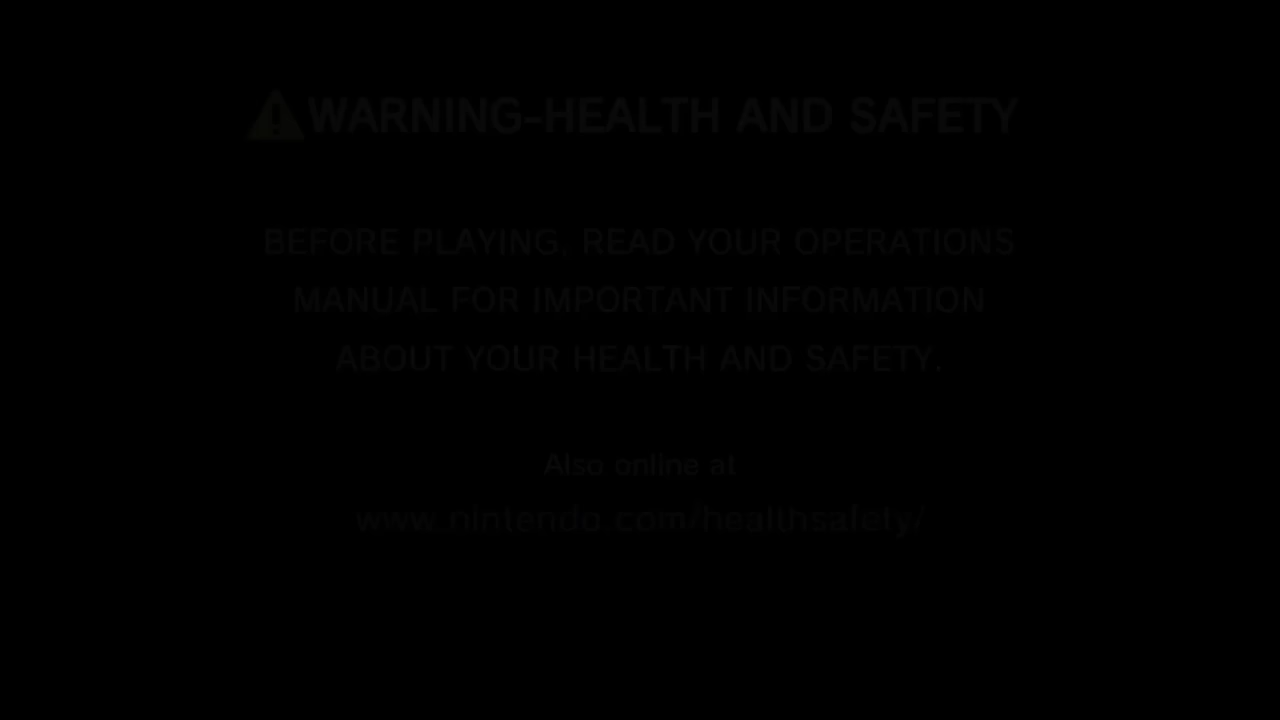 WARNING-HEALTH AND SAFETY
BEFORE PLAYING, READ YOUR OPERATIONS
MANUAL FOR IMPORTANT INFORMATION
ABOUT YOUR HEALTH AND SAFETY.
Also online at
www.nintendo.com/healthsafety/